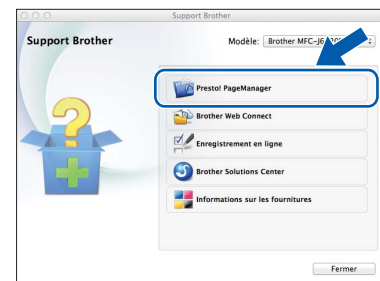 Support Brother
Support Brother
Modèle: Brother
Presto! PageManager
Brother Web Connect
Enregistrement en ligne
Brother Solutions Center
Informations sur les fournitures
Fermer